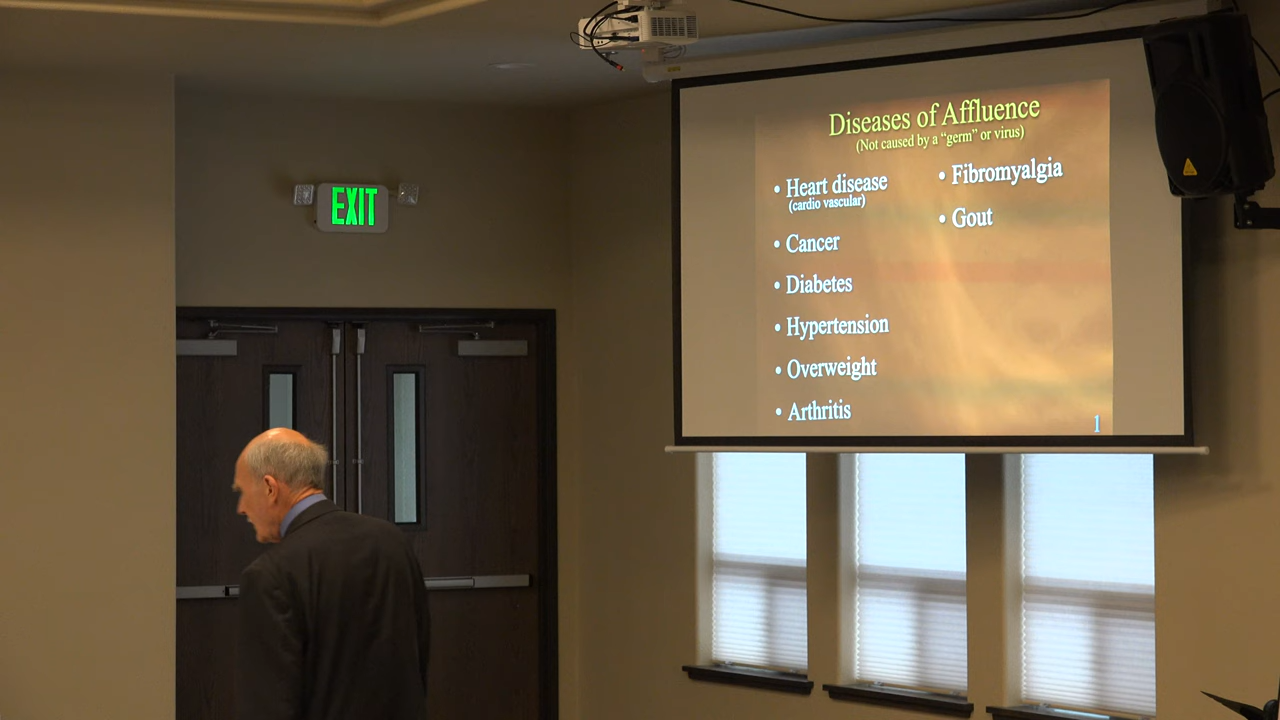 EXIT
Diseases of Affluence
(Not caused by a “germ” or virus)
• Heart disease
(cardio vascular)
• Cancer
• Diabetes
• Hypertension
• Overweight
• Arthritis
• Fibromyalgia
• Gout
1